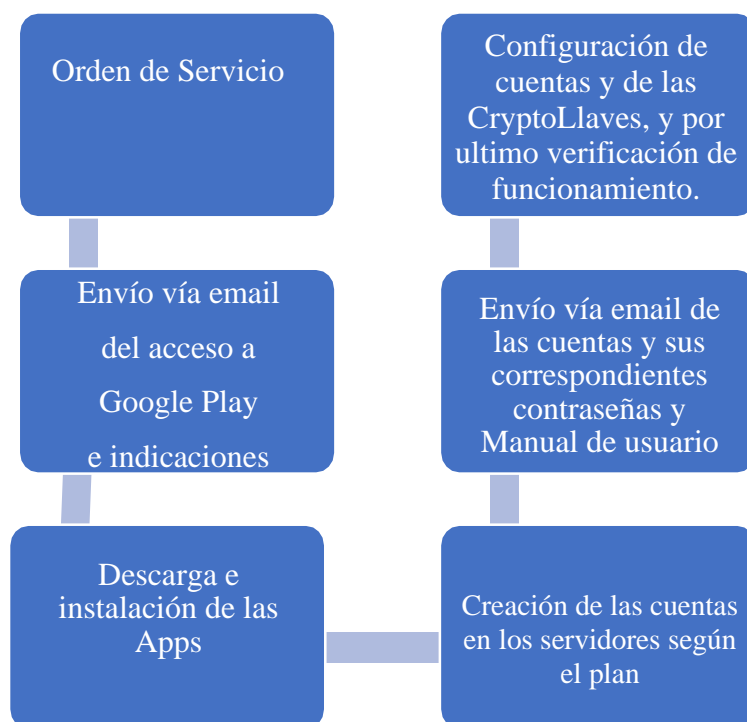 Orden de Servicio
Envío vía email
del acceso a
Google Play
e indicaciones
Descarga e
instalación de las
Apps
Creación de las cuentas
en los servidores según
el plan
Envío vía email de
las cuentas y sus
correspondientes
contraseñas y
Manual de usuario
Configuración de
cuentas y de las
CryptoLlaves, y por
ultimo verificación de
funcionamiento.